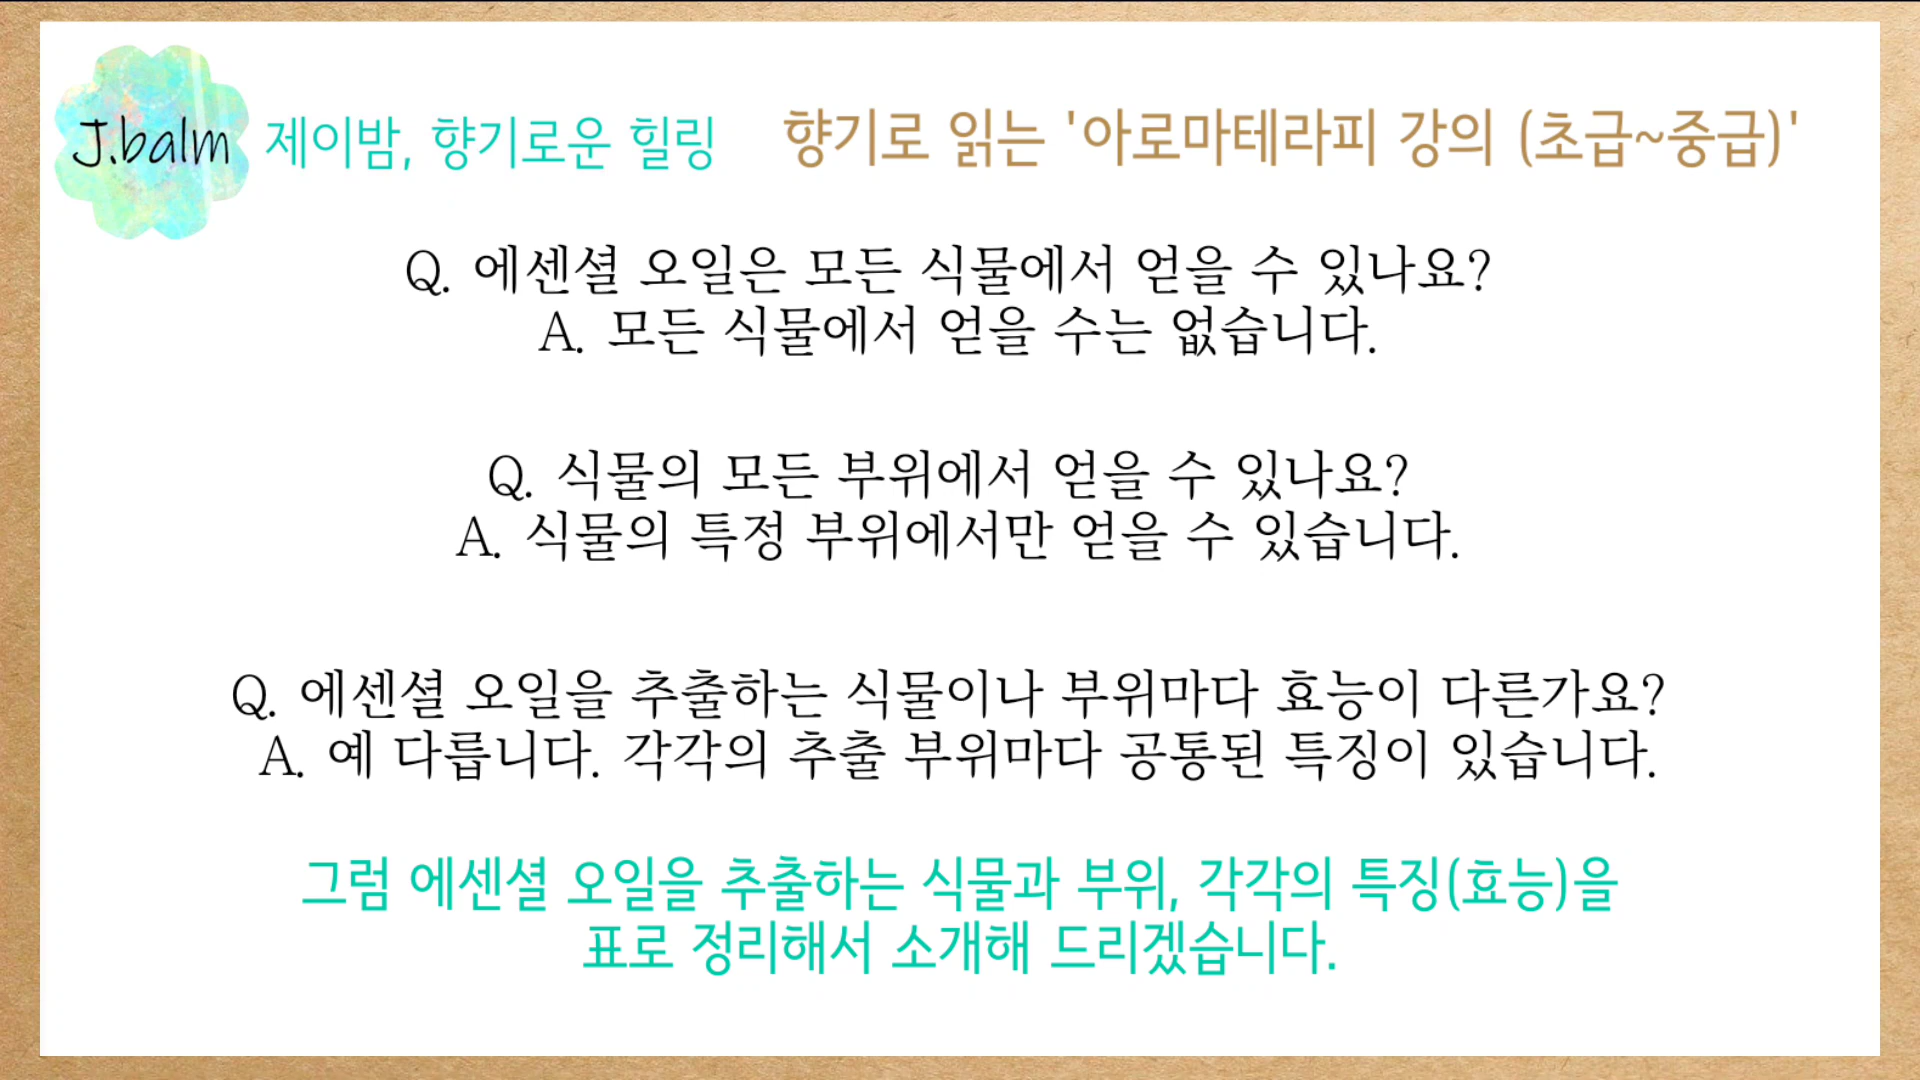 J.balm
제이밤, 향기로운 힐링
향기로 읽는 '아로마테라피 강의 (초급~중급)'
Q. 에센셜 오일은 모든 식물에서 얻을 수 있나요?
A. 모든 식물에서 얻을 수는 없습니다.
Q. 식물의 모든 부위에서 얻을 수 있나요?
A. 식물의 특정 부위에서만 얻을 수 있습니다.
Q. 에센셜 오일을 추출하는 식물이나 부위마다 효능이 다른가요?
A. 예 다릅니다. 각각의 추출 부위마다 공통된 특징이 있습니다.
그럼 에센셜 오일을 추출하는 식물과 부위, 각각의 특징(효능)을
표로 정리해서 소개해 드리겠습니다.